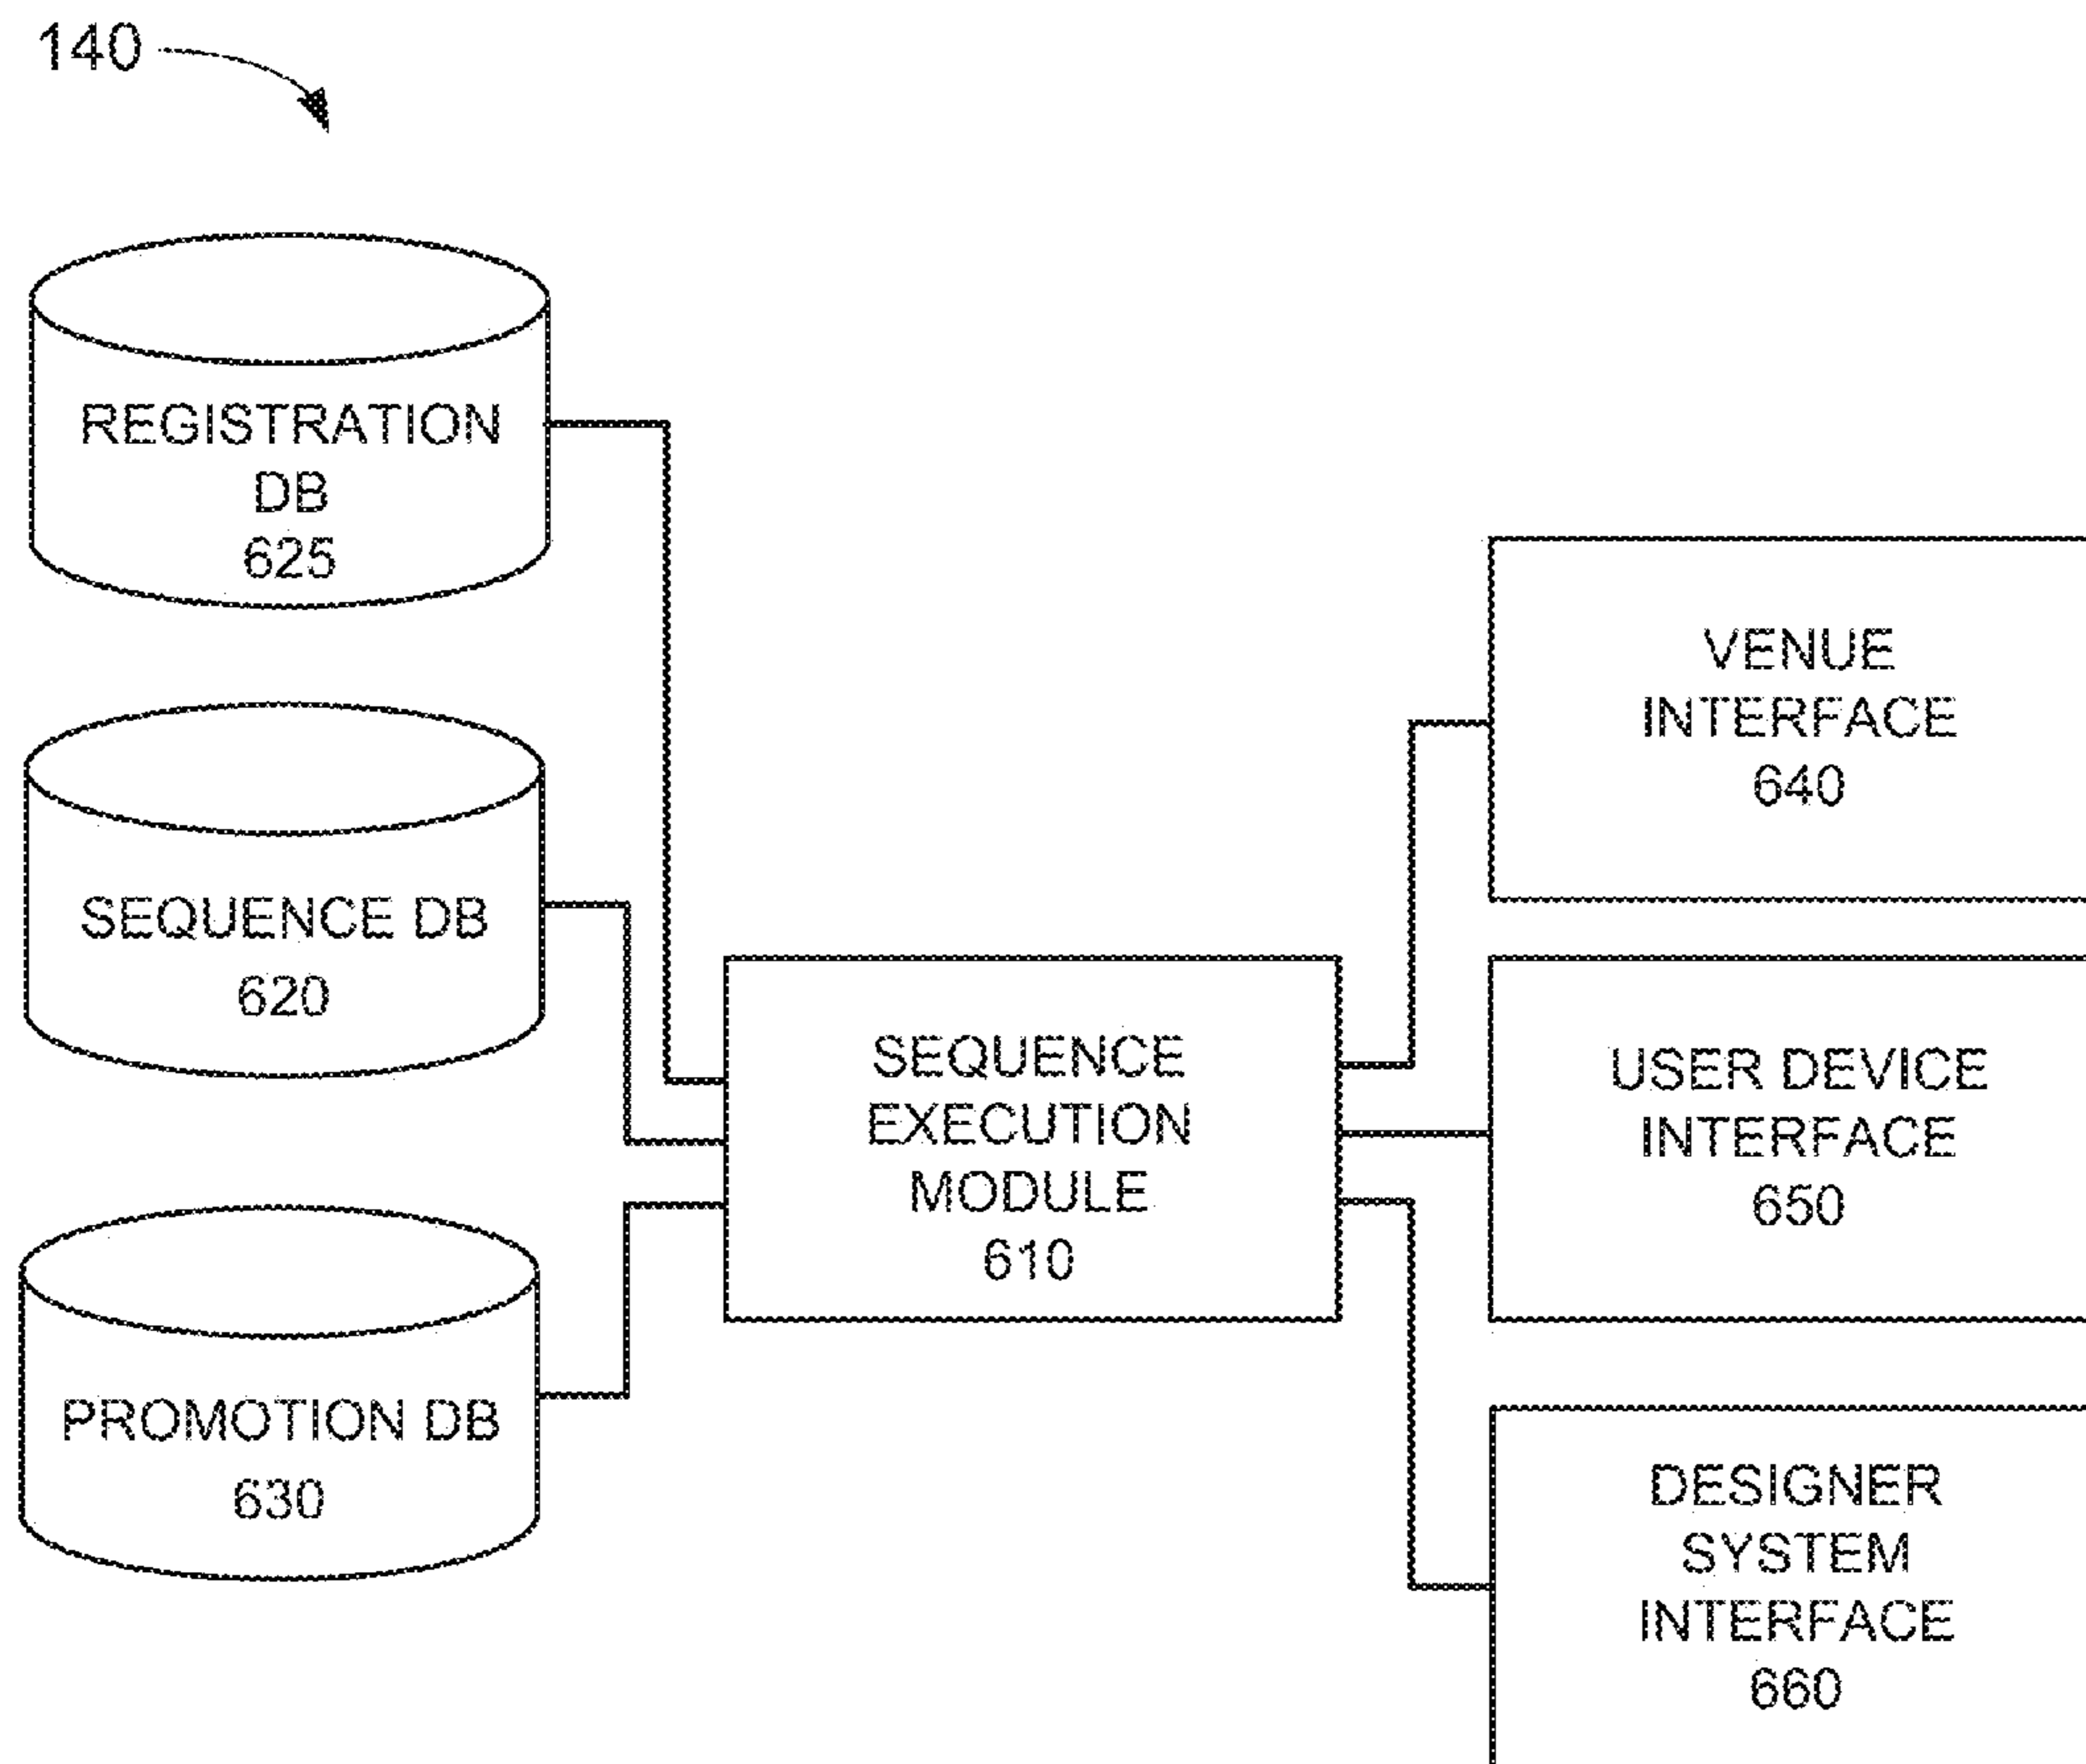 140
REGISTRATION
DB
625
SEQUENCE DB
620
PROMOTION DB
630
SEQUENCE
EXECUTION
MODULE
610
VENUE
INTERFACE
640
USER DEVICE
INTERFACE
650
DESIGNER
SYSTEM
INTERFACE
660